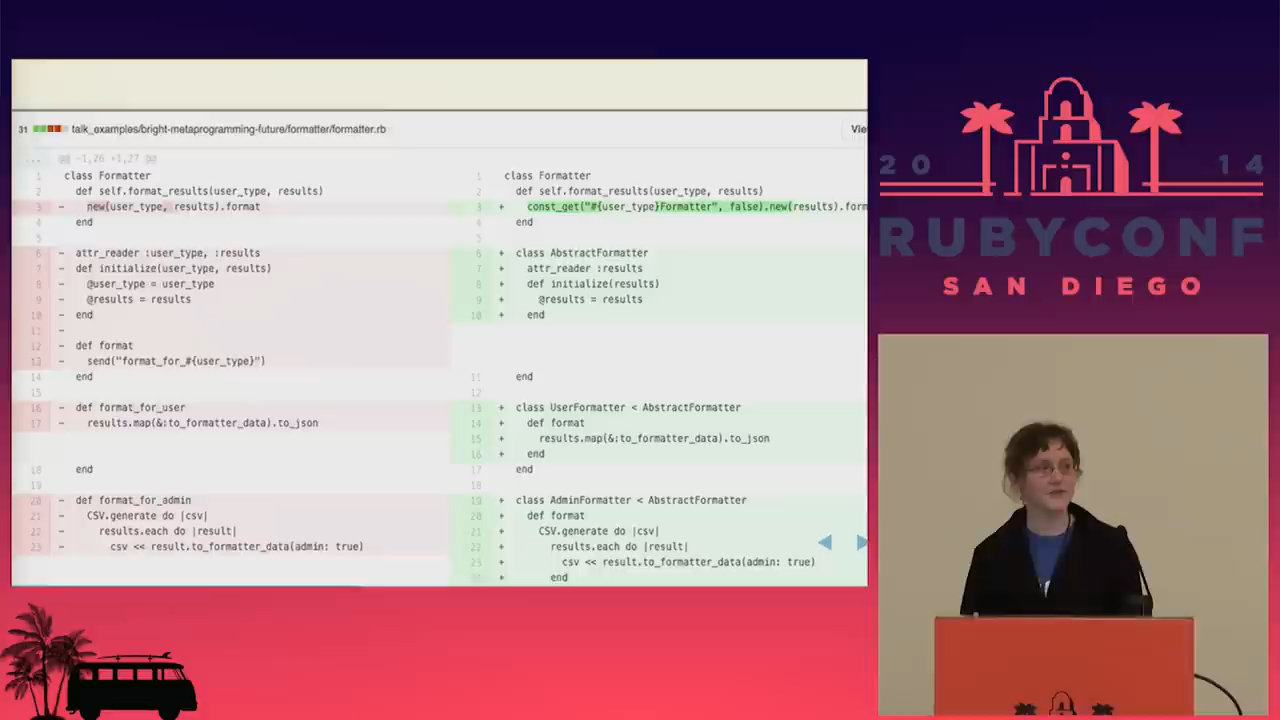 31 talk_examples/bright-metaprogramming-future/formatter/formatter.rb Vie
... @@ -1,26 +1,27 @@
1 class Formatter
2 def self.format_results(user_type, results)
3 - new(user_type, results).format
4 end
5
6 - attr_reader :user_type, :results
7 - def initialize(user_type, results)
8 - @user_type = user_type
9 - @results = results
10 - end
11 -
12 - def format
13 - send("format_for_#{user_type}")
14 end
15
16 - def format_for_user
17 - results.map(&:to_formatter_data).to_json
18 end
19
20 - def format_for_admin
21 - CSV.generate do |csv|
22 - results.each do |result|
23 - csv << result.to_formatter_data(admin: true)
1 class Formatter
2 def self.format_results(user_type, results)
3 + const_get("#{user_type}Formatter", false).new(results).form
4 end
5
6 + class AbstractFormatter
7 + attr_reader :results
8 + def initialize(results)
9 + @results = results
10 + end
11 end
12
13 + class UserFormatter < AbstractFormatter
14 + def format
15 + results.map(&:to_formatter_data).to_json
16 + end
17 end
18
19 + class AdminFormatter < AbstractFormatter
20 + def format
21 + CSV.generate do |csv|
22 + results.each do |result|
23 + csv << result.to_formatter_data(admin: true)
+ end
20 14
RUBYCONF
SAN DIEGO